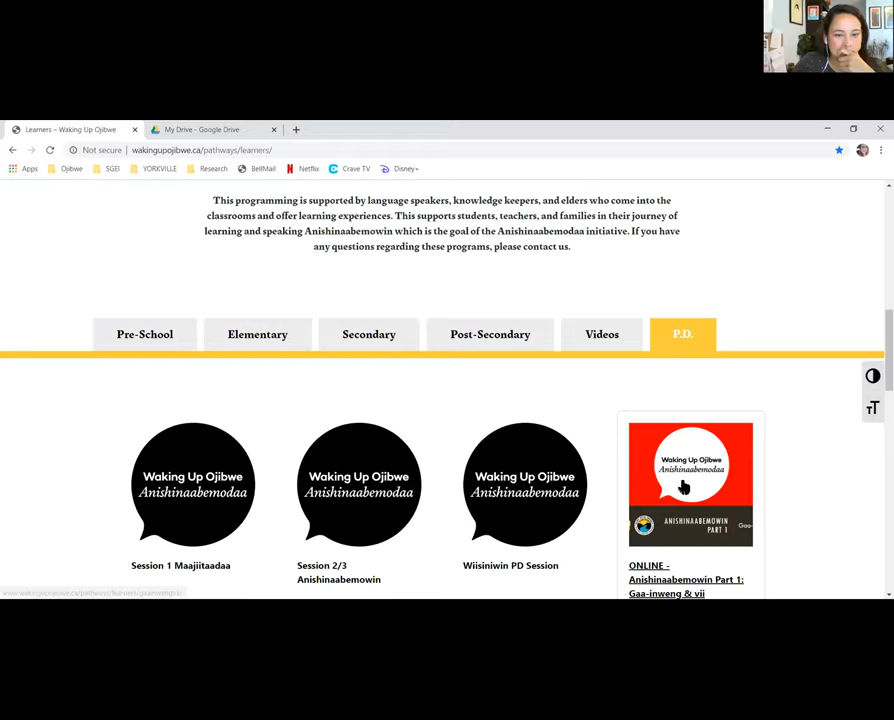 Learners – Waking Up Ojibwe
My Drive - Google Drive
Not secure wakingupojibwe.ca/pathways/learners/
Apps Ojibwe SGEI YORKVILLE Research BellMail Netflix Crave TV Disney+
This programming is supported by language speakers, knowledge keepers, and elders who come into the
classrooms and offer learning experiences. This supports students, teachers, and families in their journey of
learning and speaking Anishinaabemowin which is the goal of the Anishinaabemodaa initiative. If you have
any questions regarding these programs, please contact us.
Pre-School Elementary Secondary Post-Secondary Videos P.D.
Waking Up Ojibwe
Anishinaabemodaa
Session 1 Maajiitaadaa
Waking Up Ojibwe
Anishinaabemodaa
Session 2/3
Anishinaabemowin
Waking Up Ojibwe
Anishinaabemodaa
Wiisiniwin PD Session
Waking Up Ojibwe
Anishinaabemodaa
ANISHINAABEMOWIN
PART 1
Gaa-
ONLINE -
Anishinaabemowin Part 1:
Gaa-inweng & vii